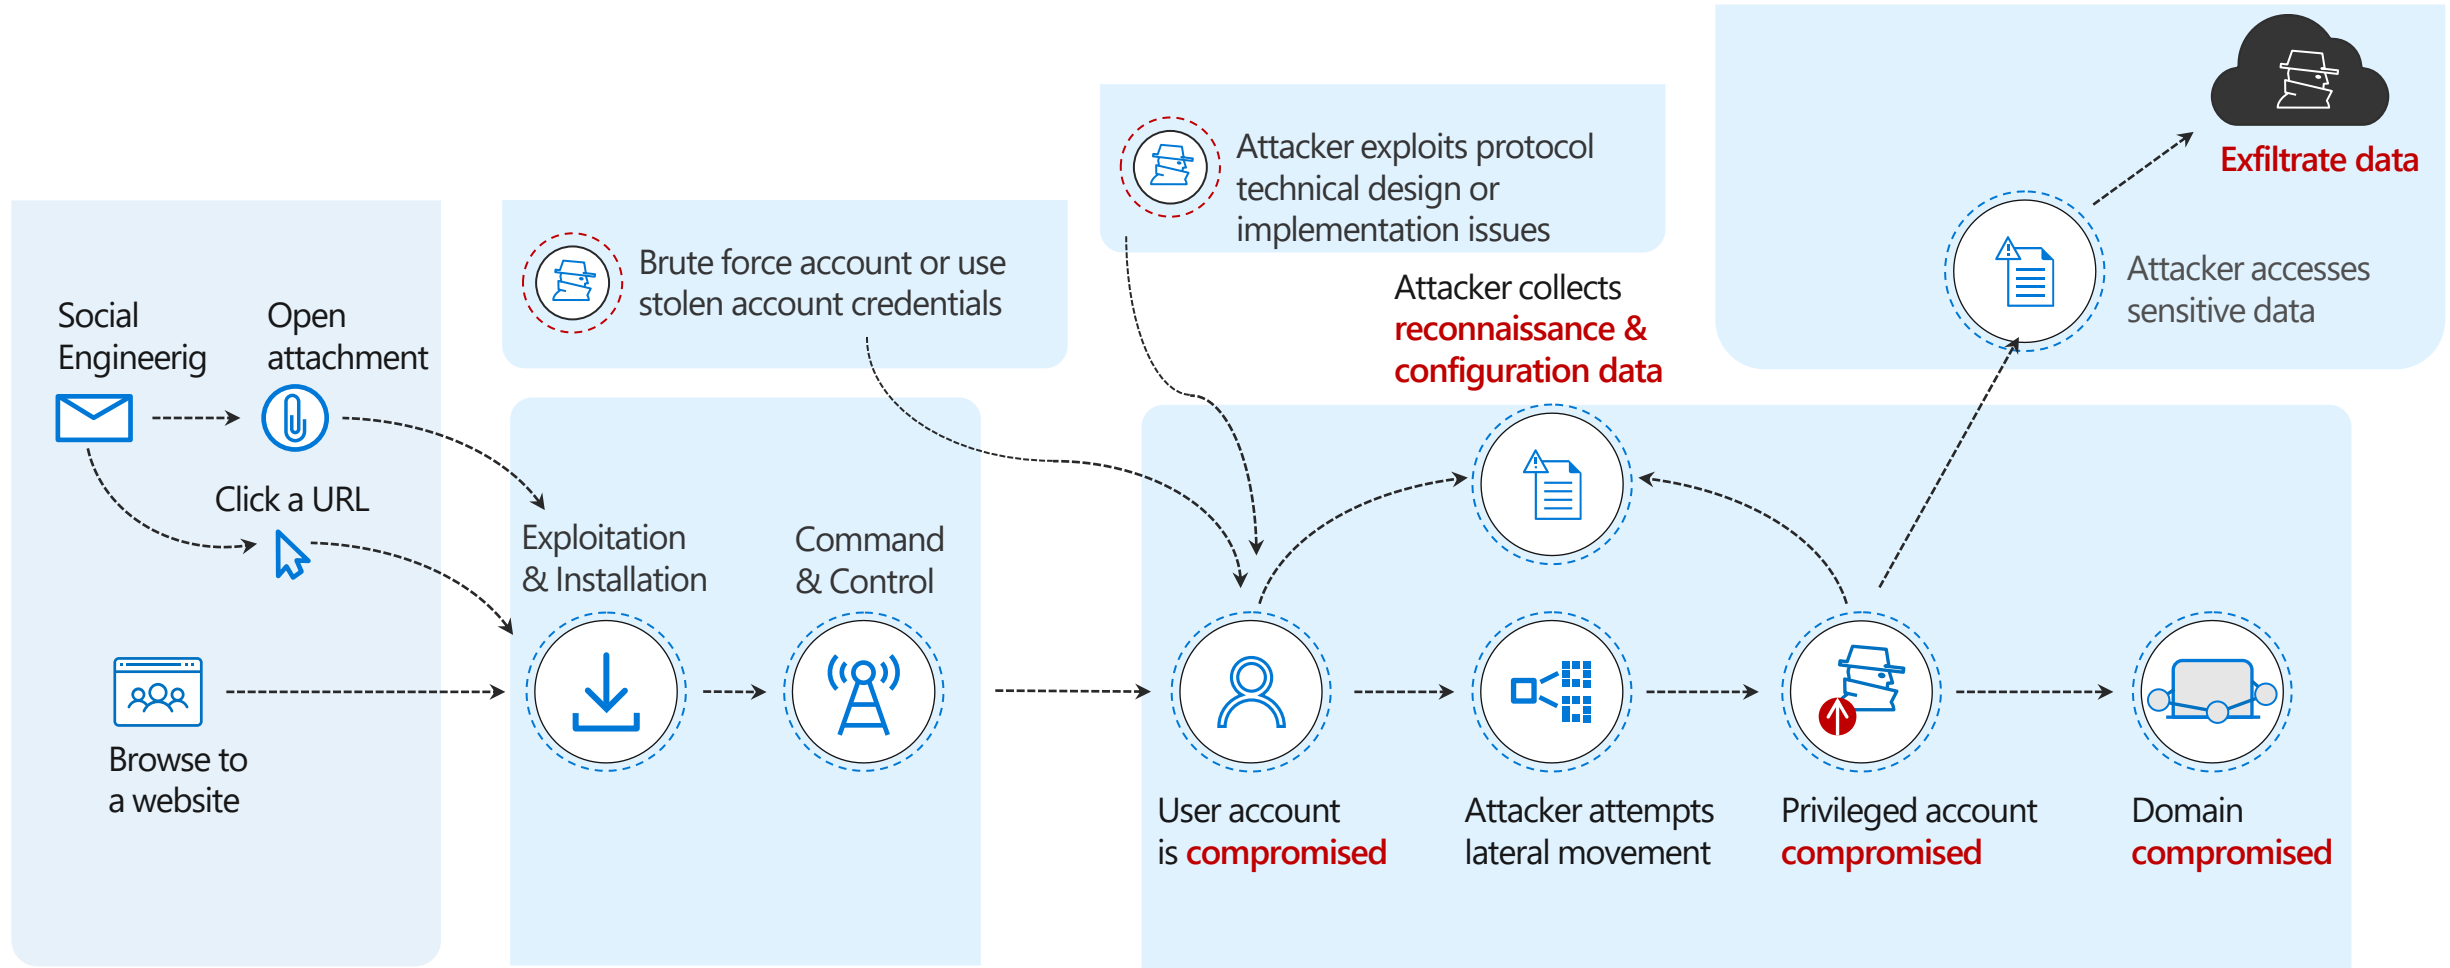 Social
Engineerig
Open
attachment
Click a URL
Browse to
a website
Brute force account or use
stolen account credentials
Exploitation
& Installation
Command
& Control
Attacker exploits protocol
technical design or
implementation issues
Attacker collects
reconnaissance &
configuration data
User account
is compromised
Attacker attempts
lateral movement
Privileged account
compromised
Domain
compromised
Attacker accesses
sensitive data
Exfiltrate data